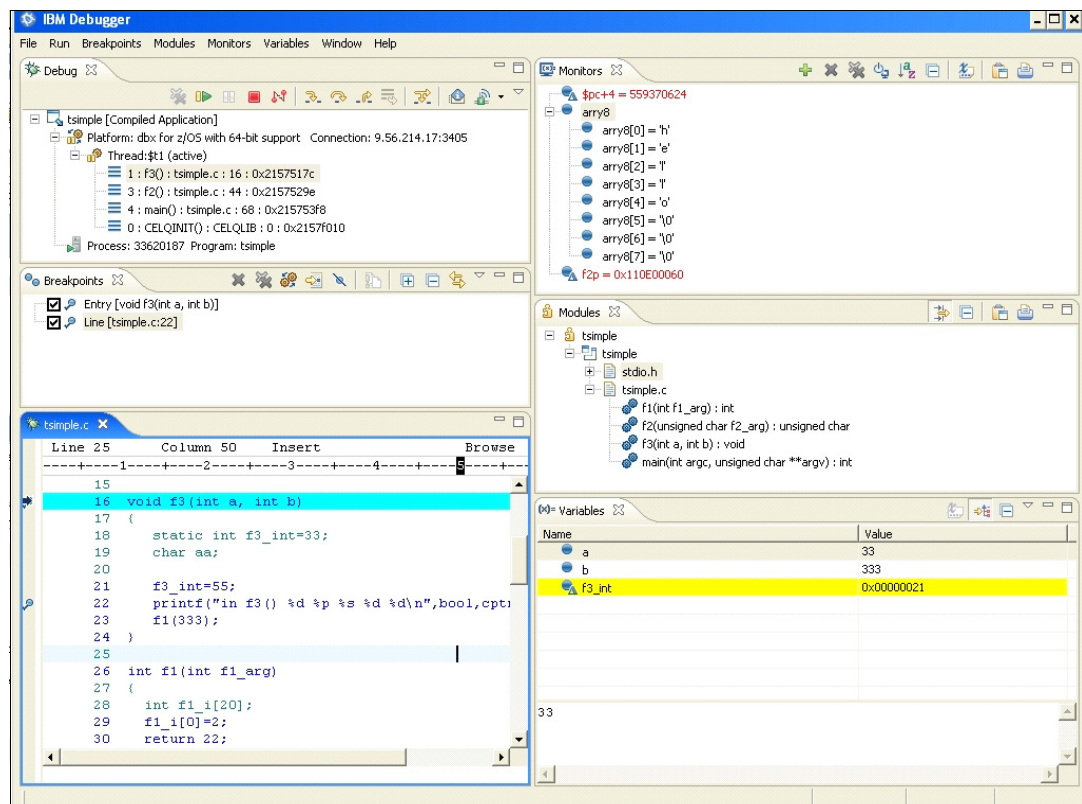 IBM Debugger
File Run Breakpoints Modules Monitors Variables Window Help
Debug
tsimple [Compiled Application]
Platform: dbx for z/OS with 64-bit support Connection: 9.56.214.17:3405
Thread:$t1 (active)
1 : f3() : tsimple.c : 16 : 0x2157517c
3 : f2() : tsimple.c : 44 : 0x2157529e
4 : main() : tsimple.c : 68 : 0x215753f8
0 : CELQINIT() : CELQLIB : 0 : 0x2157f010
Process: 33620187 Program: tsimple
Breakpoints
Entry [void f3(int a, int b)]
Line [tsimple.c:22]
tsimple.c
Line 25 Column 50 Insert Browse
-----+----1----+----2----+----3----+----4----+----5----+---
15
16 void f3(int a, int b)
17 {
18 static int f3_int=33;
19 char aa;
20
21 f3_int=55;
22 printf("in f3() %d %p %s %d %d\n",bool,cptr
23 f1(333);
24 }
25
26 int f1(int f1_arg)
27 {
28 int f1_i[20];
29 f1_i[0]=2;
30 return 22;
Monitors
$pc+4 = 559370624
arry8
arry8[0] = 'h'
arry8[1] = 'e'
arry8[2] = 'l'
arry8[3] = 'l'
arry8[4] = 'o'
arry8[5] = '\0'
arry8[6] = '\0'
arry8[7] = '\0'
f2p = 0x110E00060
Modules
tsimple
tsimple
stdio.h
tsimple.c
f1(int f1_arg) : int
f2(unsigned char f2_arg) : unsigned char
f3(int a, int b) : void
main(int argc, unsigned char **argv) : int
(x)= Variables
Name Value
a 33
b 333
f3_int 0x00000021
33